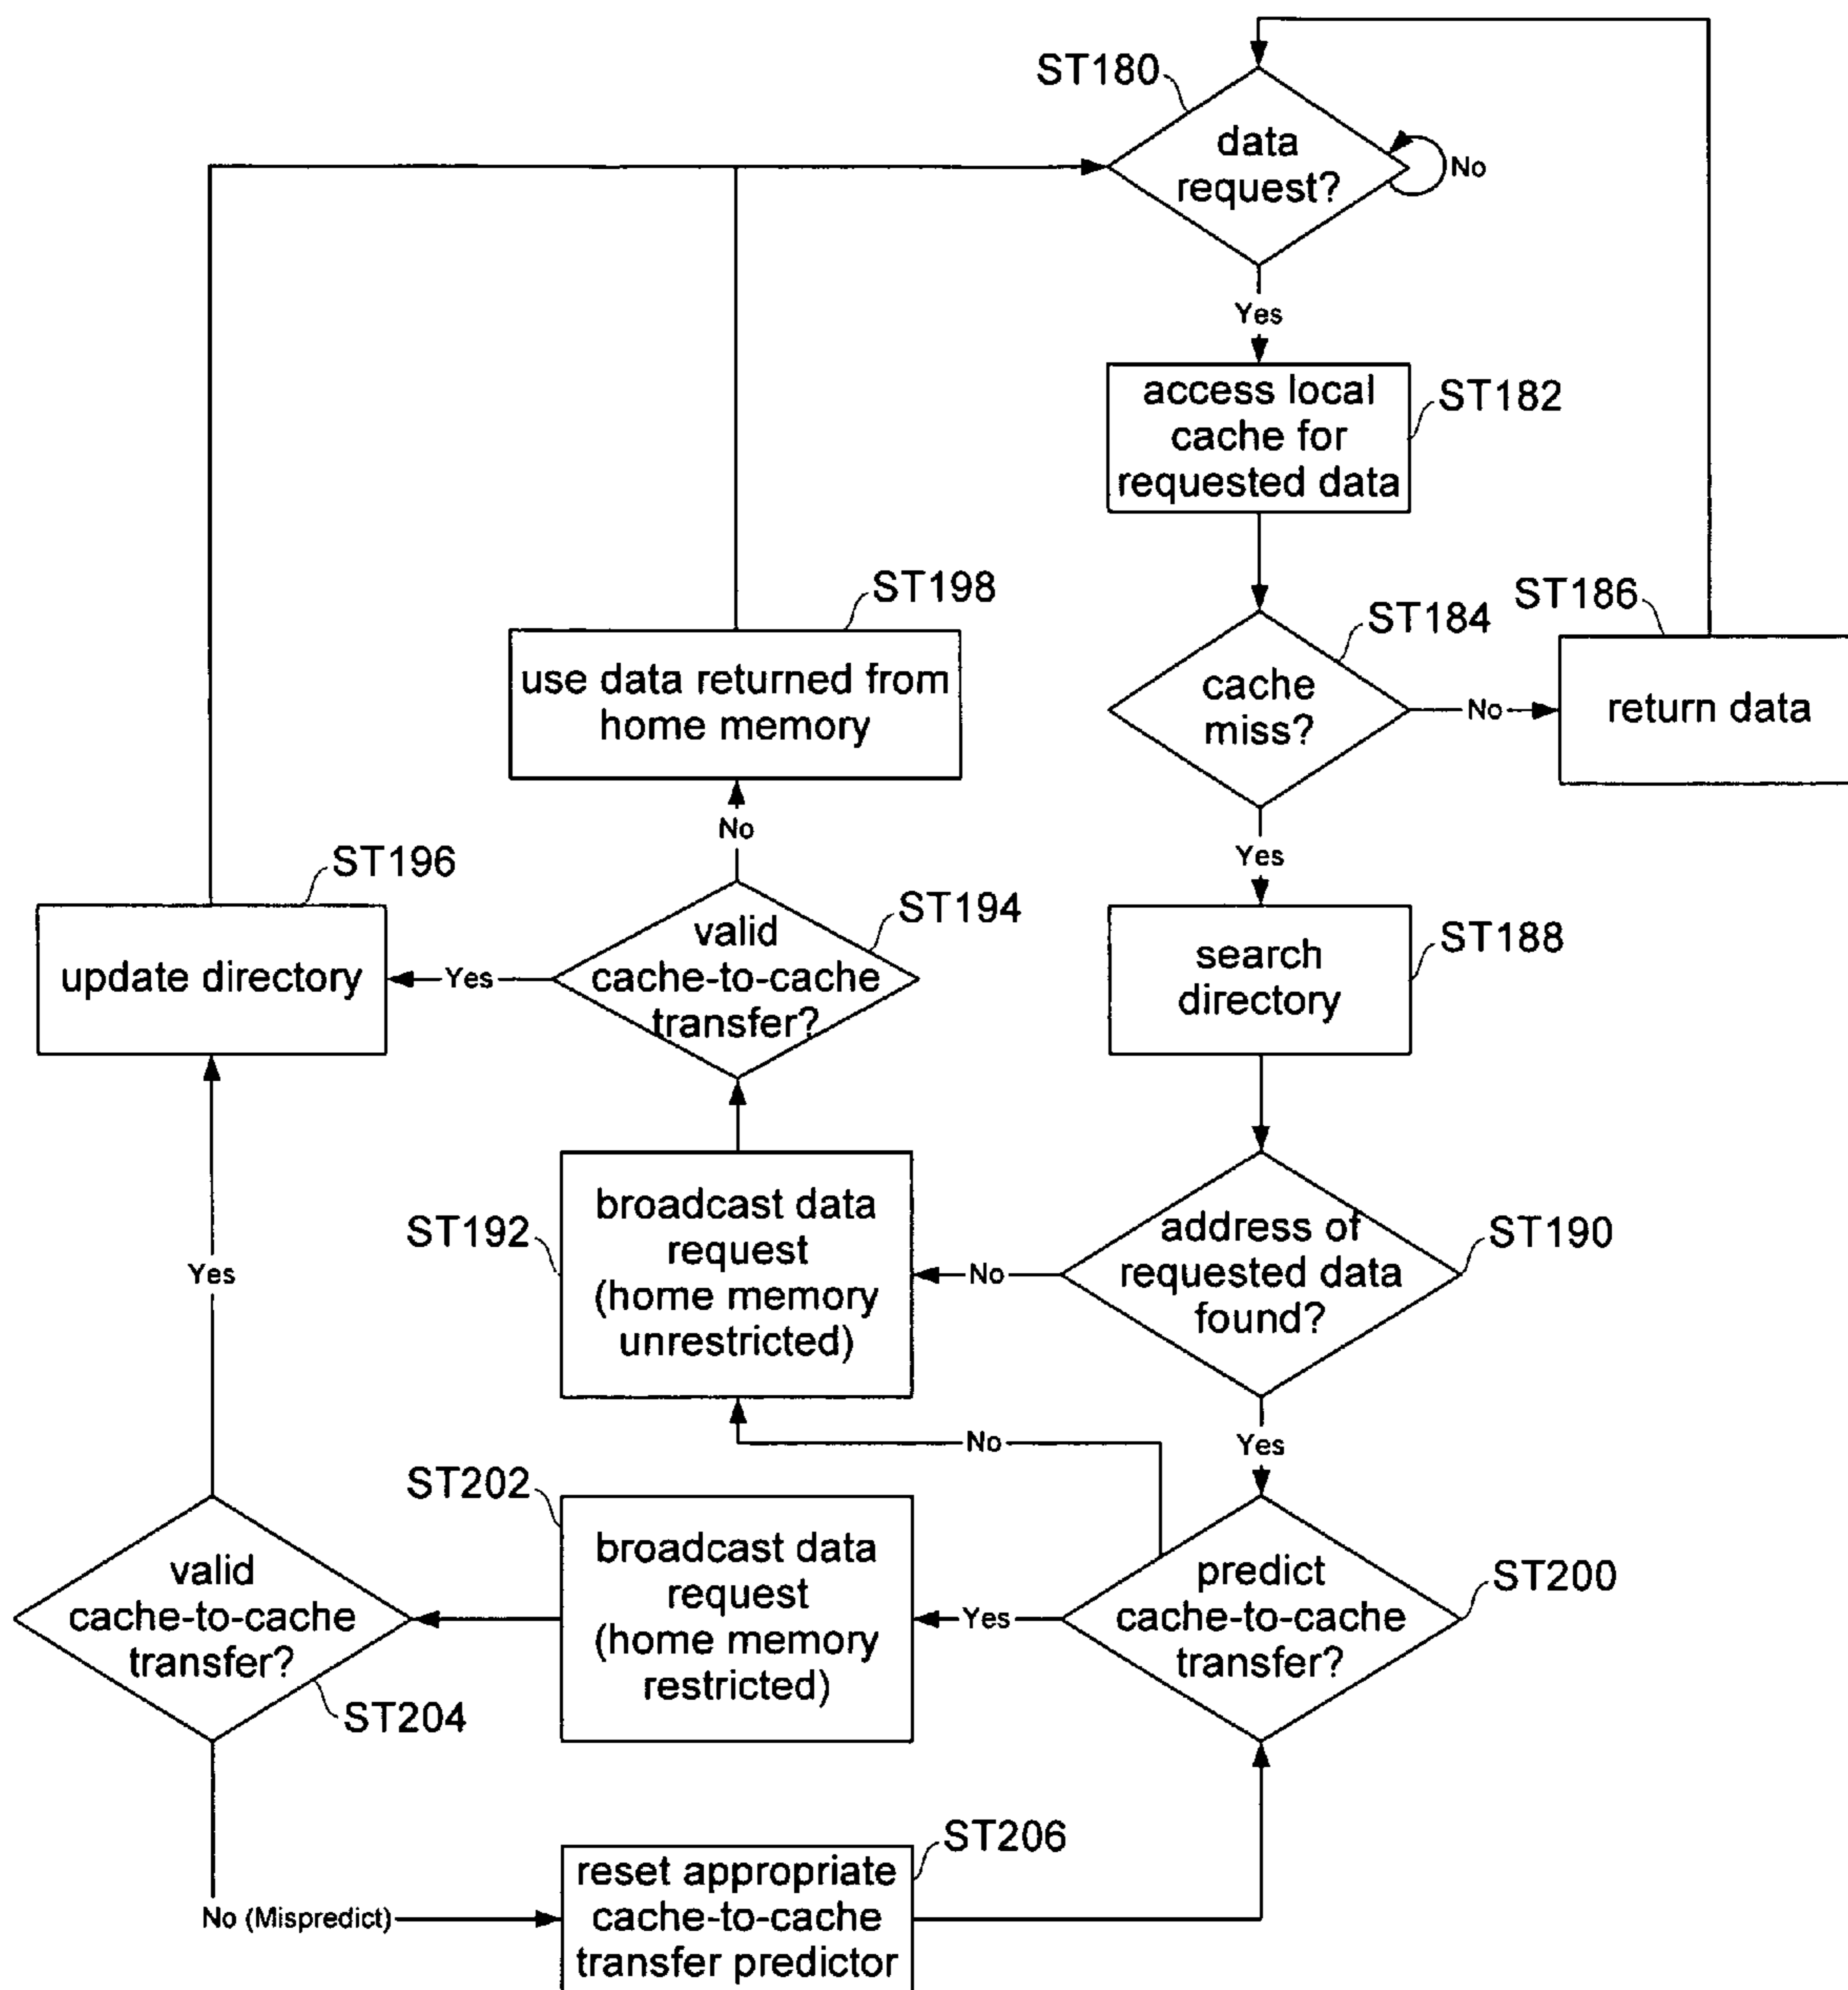 ST180
data
request?
No
Yes
access local
cache for
requested data
ST182
ST184
cache
miss?
No
ST186
return data
Yes
ST198
use data returned from
home memory
No
ST196
update directory
Yes
valid
cache-to-cache
transfer?
ST194
search
directory
ST188
ST192
broadcast data
request
(home memory
unrestricted)
No
address of
requested data
found?
ST190
Yes
Yes
No
ST202
broadcast data
request
(home memory
restricted)
Yes
predict
cache-to-cache
transfer?
ST200
valid
cache-to-cache
transfer?
ST204
No (Mispredict)
reset appropriate
cache-to-cache
transfer predictor
ST206